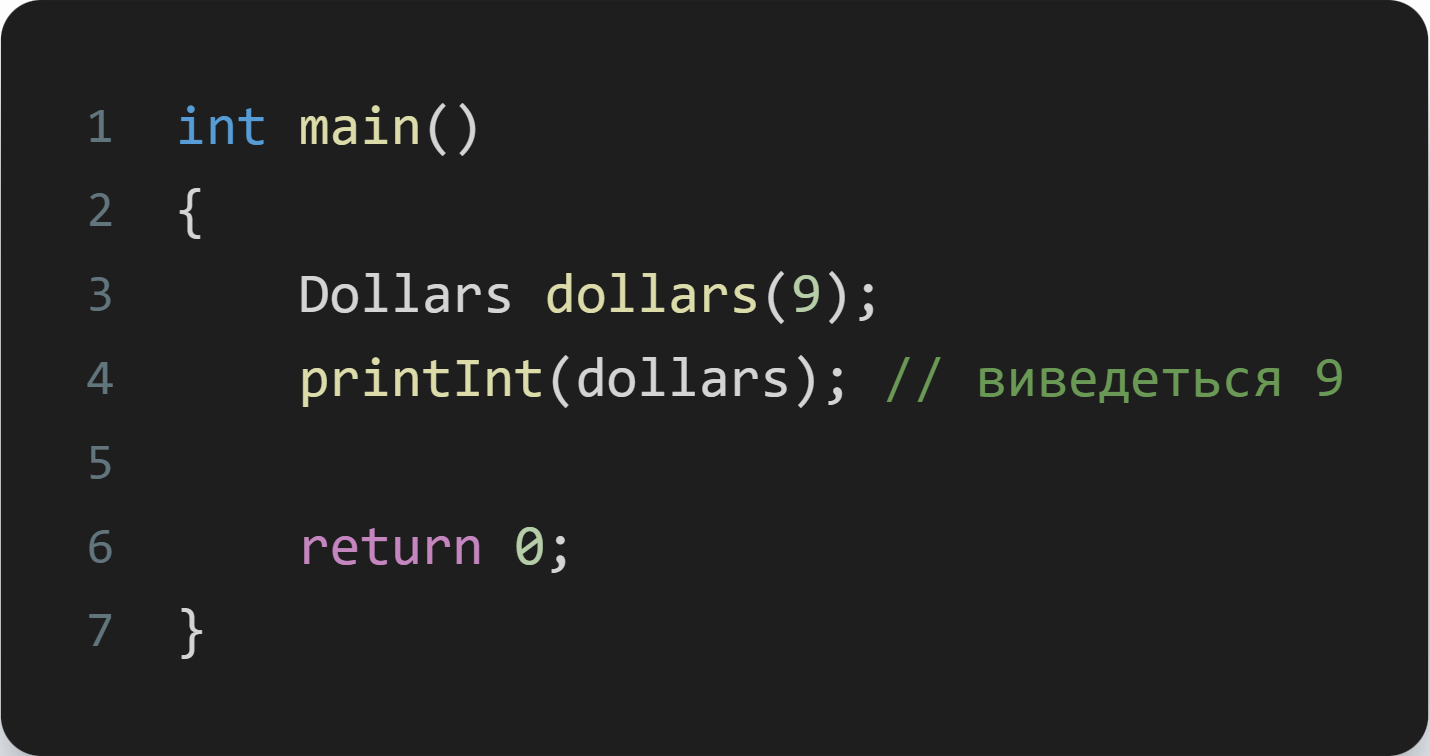 1 int main()
2 {
3     Dollars dollars(9);
4     printInt(dollars); // виведеться 9
5
6     return 0;
7 }